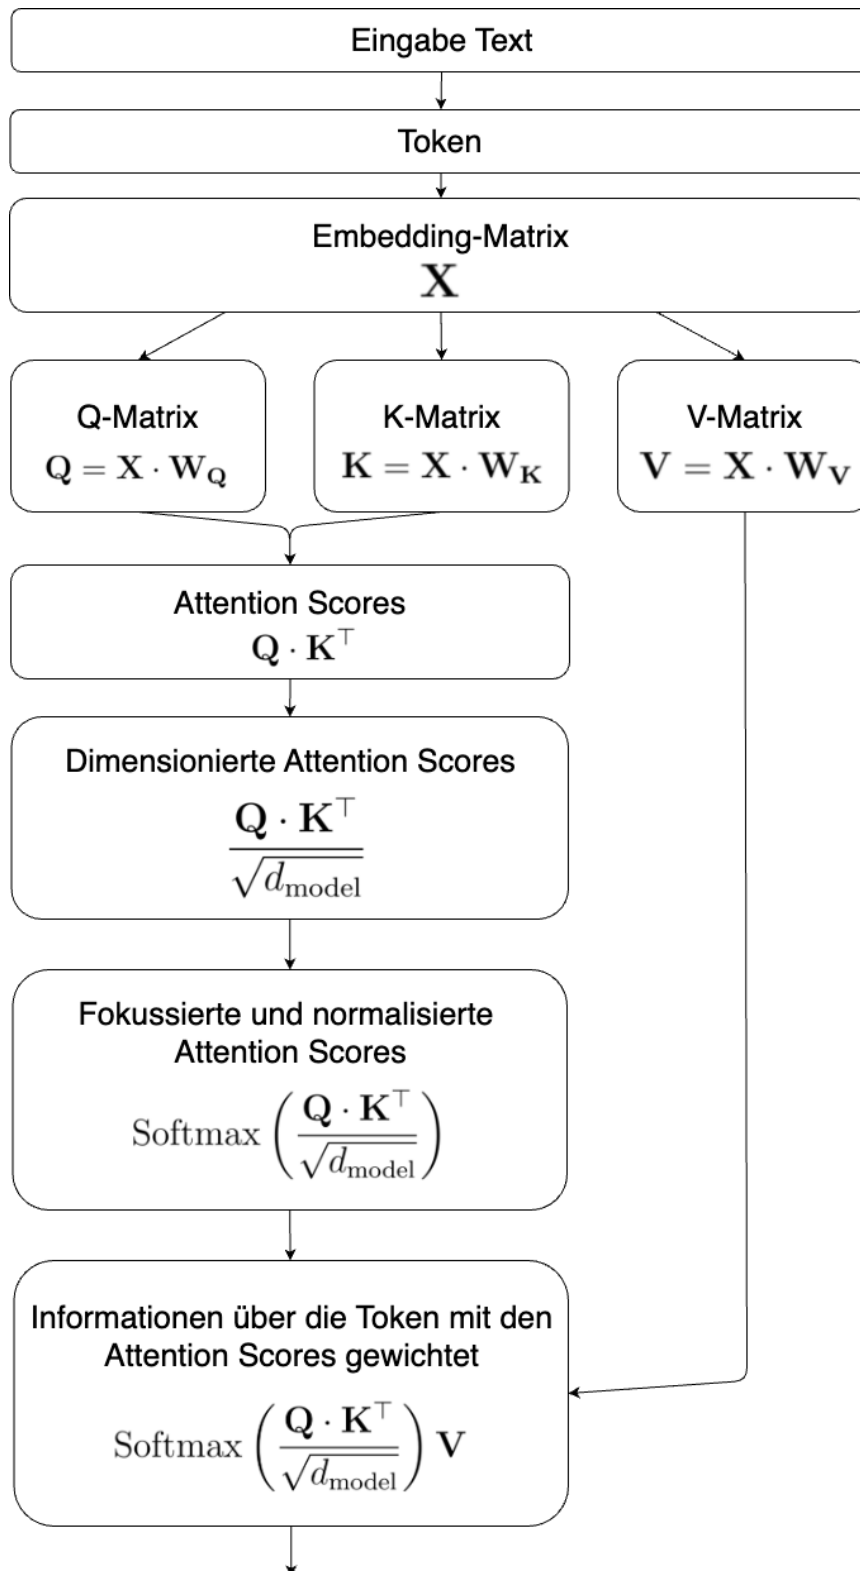 Eingabe Text
Token
Embedding-Matrix
X
Q-Matrix
Q = X · W_Q
K-Matrix
K = X · W_K
V-Matrix
V = X · W_V
Attention Scores
Q · K^⊤
Dimensionierte Attention Scores
Q · K^⊤
√d_model
Fokussierte und normalisierte
Attention Scores
Softmax (Q · K^⊤ / √d_model)
Informationen über die Token mit den
Attention Scores gewichtet
Softmax (Q · K^⊤ / √d_model) V